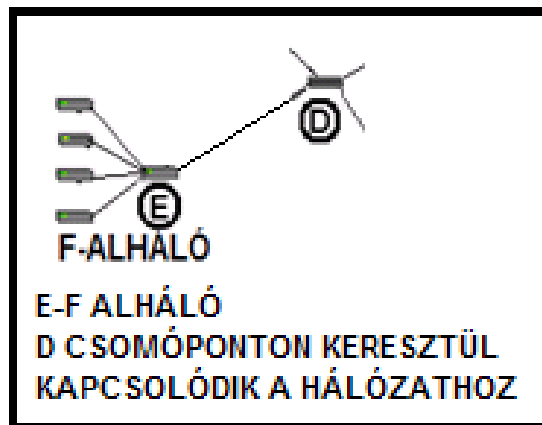 D
E
F-ALHÁLÓ
E-F ALHÁLÓ
D CSOMÓPONTON KERESZTÜL
KAPCSOLÓDIK A HÁLÓZATHOZ